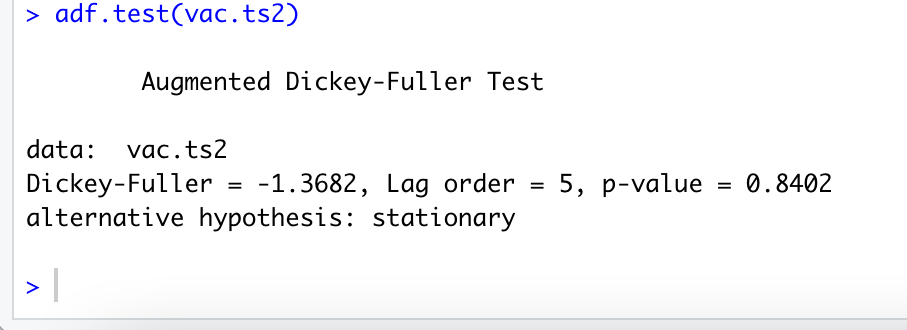 > adf.test(vac.ts2)
Augmented Dickey-Fuller Test
data:  vac.ts2
Dickey-Fuller = -1.3682, Lag order = 5, p-value = 0.8402
alternative hypothesis: stationary
>